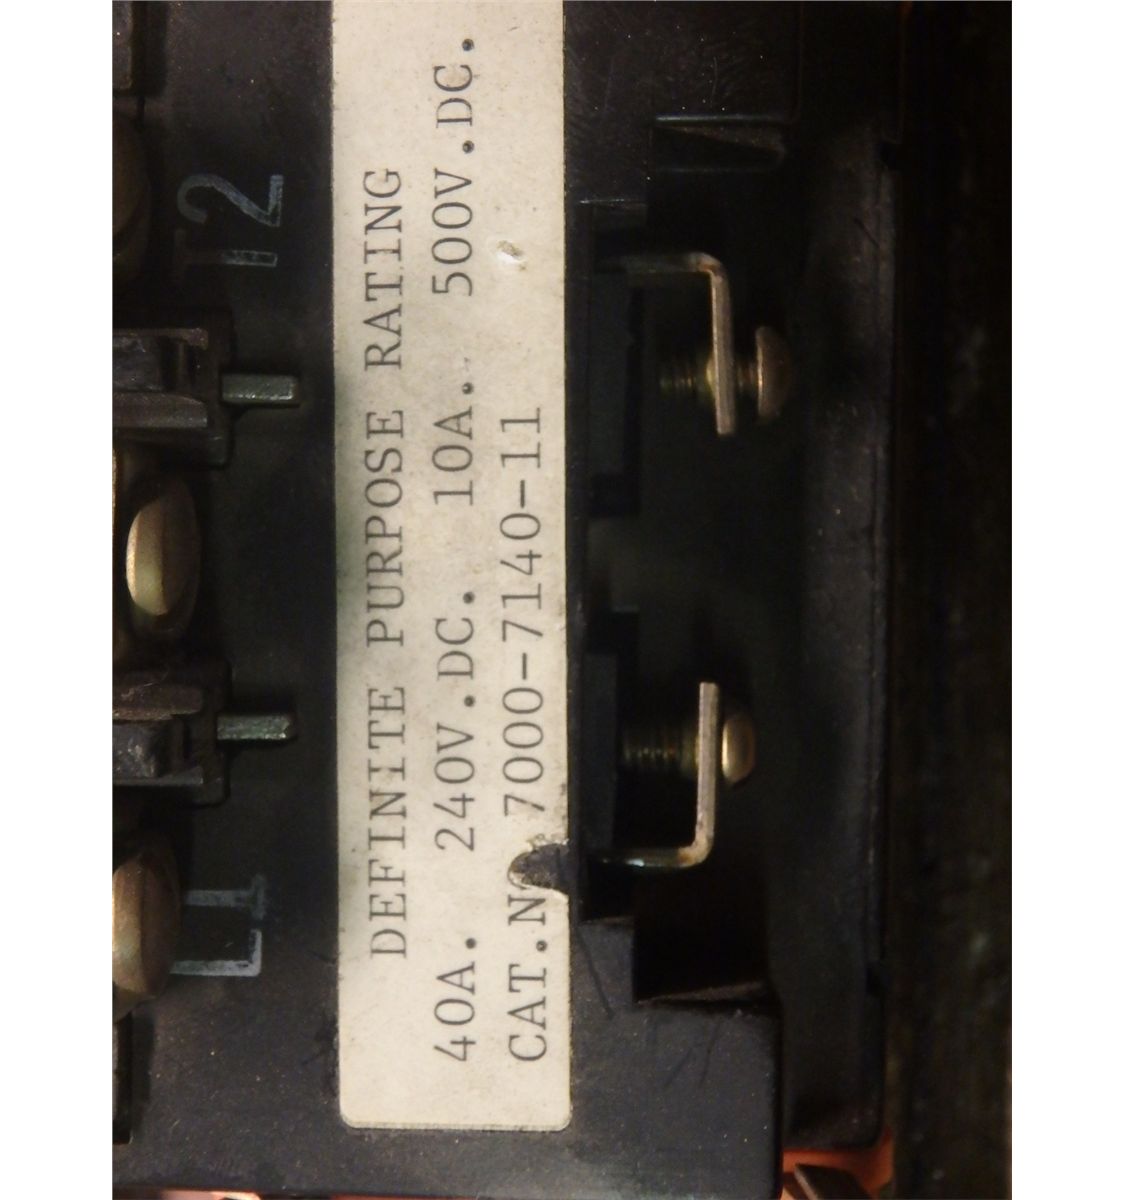 DEFINITE PURPOSE RATING
40A. 240V.DC. 10A. 500V.DC.
CAT.NO 7000-7140-11
L1
T2